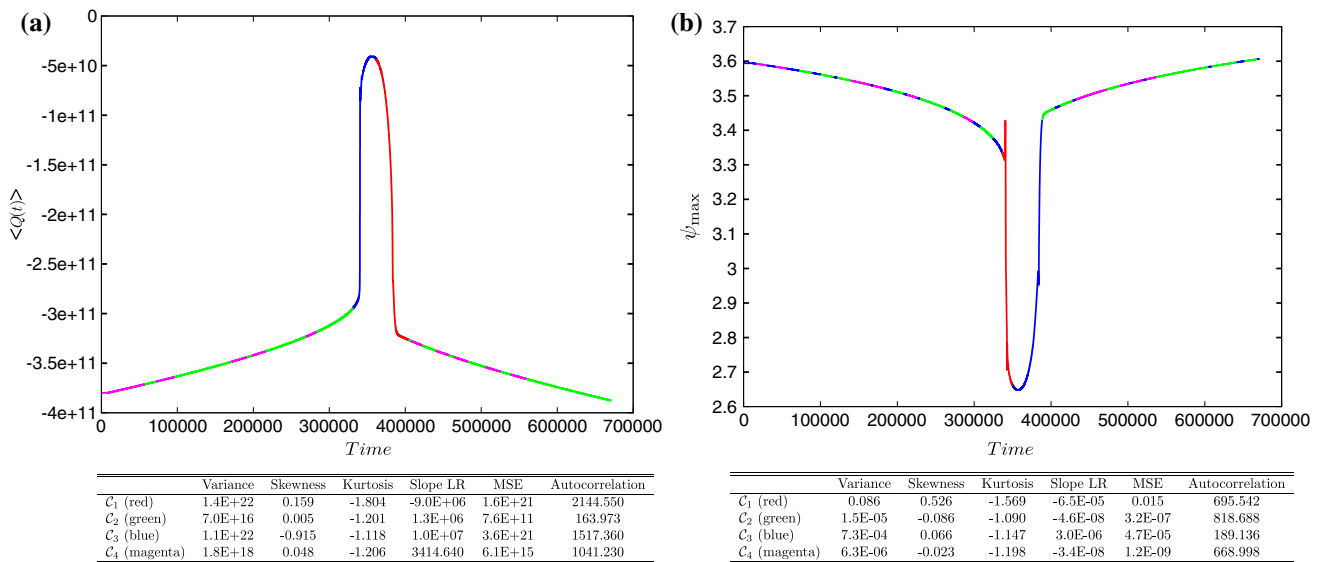 (a)
0
-5e+10
-1e+11
-1.5e+11
-2e+11
-2.5e+11
-3e+11
-3.5e+11
-4e+11
<Q(t)>
0 100000 200000 300000 400000 500000 600000 700000
Time
Variance Skewness Kurtosis Slope LR MSE Autocorrelation
C1 (red) 1.4E+22 0.159 -1.804 -9.0E+06 1.6E+21 2144.550
C2 (green) 7.0E+16 0.005 -1.201 1.3E+06 7.6E+11 163.973
C3 (blue) 1.1E+22 -0.915 -1.118 1.0E+07 3.6E+21 1517.360
C4 (magenta) 1.8E+18 0.048 -1.206 3414.640 6.1E+15 1041.230
(b)
3.7
3.6
3.5
3.4
3.3
3.2
3.1
3
2.9
2.8
2.7
2.6
ψmax
0 100000 200000 300000 400000 500000 600000 700000
Time
Variance Skewness Kurtosis Slope LR MSE Autocorrelation
C1 (red) 0.086 0.526 -1.569 -6.5E-05 0.015 695.542
C2 (green) 1.5E-05 -0.086 -1.090 -4.6E-08 3.2E-07 818.688
C3 (blue) 7.3E-04 0.066 -1.147 3.0E-06 4.7E-05 189.136
C4 (magenta) 6.3E-06 -0.023 -1.198 -3.4E-08 1.2E-09 668.998